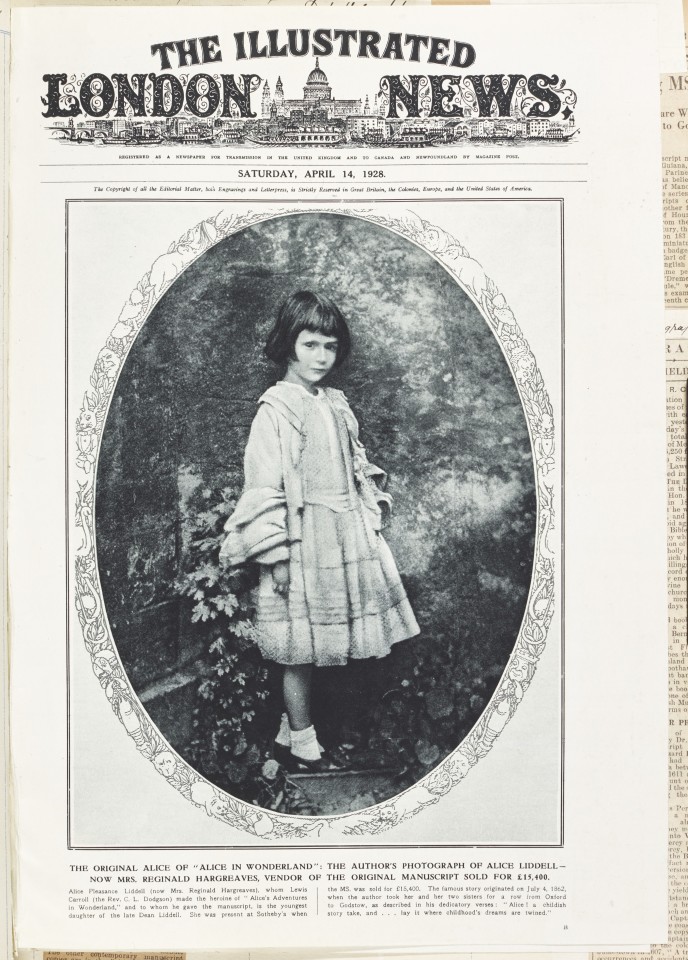 THE ILLUSTRATED
LONDON NEWS,
REGISTERED AS A NEWSPAPER FOR TRANSMISSION IN THE UNITED KINGDOM AND TO CANADA AND NEWFOUNDLAND BY MAGAZINE POST.
SATURDAY, APRIL 14, 1928.
The Copyright of all the Editorial Matter, both Engravings and Letterpress, is Strictly Reserved in Great Britain, the Colonies, Europe, and the United States of America.
THE ORIGINAL ALICE OF "ALICE IN WONDERLAND": THE AUTHOR'S PHOTOGRAPH OF ALICE LIDDELL—
NOW MRS. REGINALD HARGREAVES, VENDOR OF THE ORIGINAL MANUSCRIPT SOLD FOR £15,400.
Alice Pleasance Liddell (now Mrs. Reginald Hargreaves), whom Lewis
Carroll (the Rev. C. L. Dodgson) made the heroine of "Alice's Adventures
in Wonderland," and to whom he gave the manuscript, is the youngest
daughter of the late Dean Liddell. She was present at Sotheby's when
the MS. was sold for £15,400. The famous story originated on July 4, 1862,
when the author took her and her two sisters for a row from Oxford
to Godstow, as described in his dedicatory verses: "Alice! a childish
story take, and . . . lay it where childhood's dreams are twined."